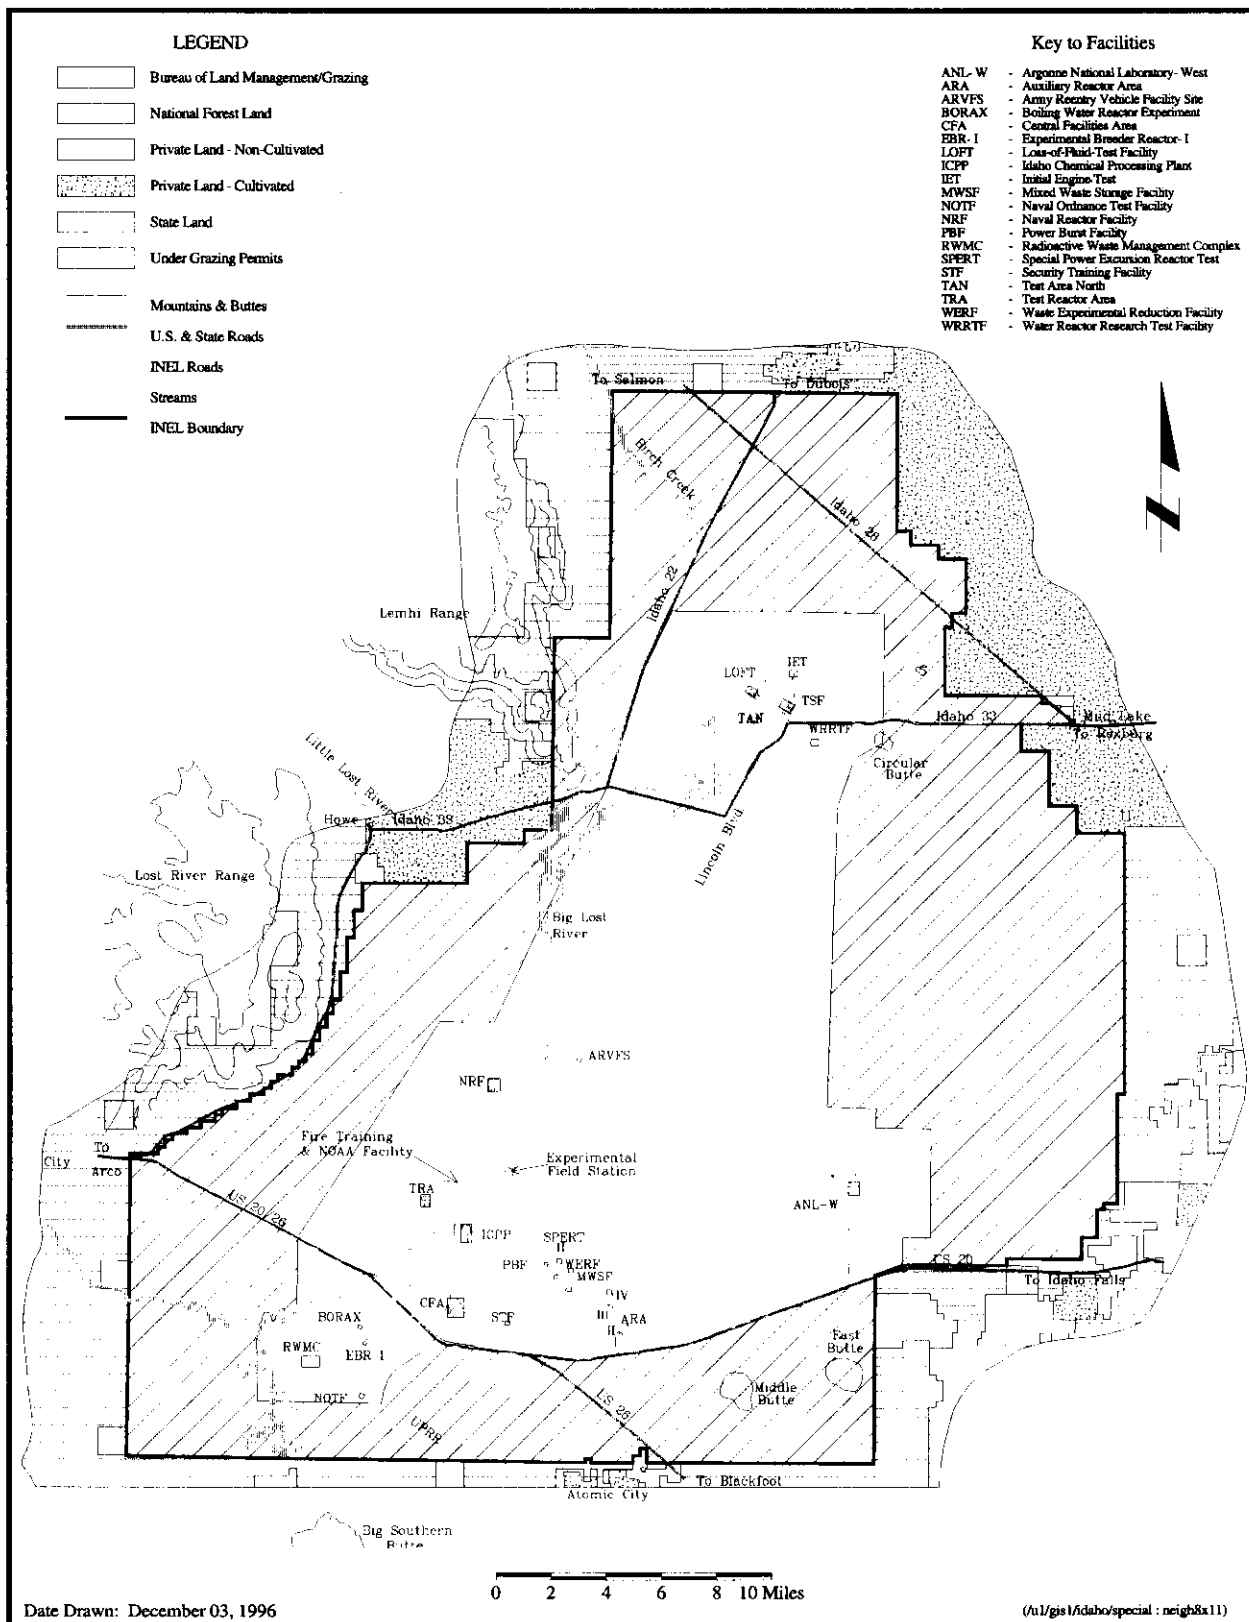 LEGEND
Bureau of Land Management/Grazing
National Forest Land
Private Land - Non-Cultivated
Private Land - Cultivated
State Land
Under Grazing Permits
Mountains & Buttes
U.S. & State Roads
INEL Roads
Streams
INEL Boundary
Key to Facilities
ANL-W - Argonne National Laboratory-West
ARA - Auxiliary Reactor Area
ARVFS - Army Reentry Vehicle Facility Site
BORAX - Boiling Water Reactor Experiment
CFA - Central Facilities Area
EBR-I - Experimental Breeder Reactor-I
LOFT - Loss-of-Fluid-Test Facility
ICPP - Idaho Chemical Processing Plant
IET - Initial Engine Test
MWSF - Mixed Waste Storage Facility
NOTF - Naval Ordnance Test Facility
NRF - Naval Reactor Facility
PBF - Power Burst Facility
RWMC - Radioactive Waste Management Complex
SPERT - Special Power Excursion Reactor Test
STF - Security Training Facility
TAN - Test Area North
TRA - Test Reactor Area
WERF - Waste Experimental Reduction Facility
WRRTF - Water Reactor Research Test Facility
To Salmon
To Dubois
Birch Creek
Idaho 28
Idaho 22
Lemhi Range
LOFT
IET
TSF
TAN
WRRTF
Idaho 33
Mud Lake
To Rexburg
Circular
Butte
Little Lost River
Howe
Idaho 33
Lincoln Blvd
Lost River Range
Big Lost
River
ARVFS
NRF
Fire Training
& NOAA Facility
Experimental
Field Station
To
Arco
City
TRA
US 20/26
ICPP
ANL-W
SPERT
II
PBF
WERF
MWSF
US 20
To Idaho Falls
IV
III
ARA
II
CFA
STF
BORAX
EBR I
RWMC
NOTF
East
Butte
Middle
Butte
US 26
UPRR
To Blackfoot
Atomic City
Big Southern
Butte
0 2 4 6 8 10 Miles
Date Drawn: December 03, 1996
(/u1/gis1/idaho/special : neigh8x11)